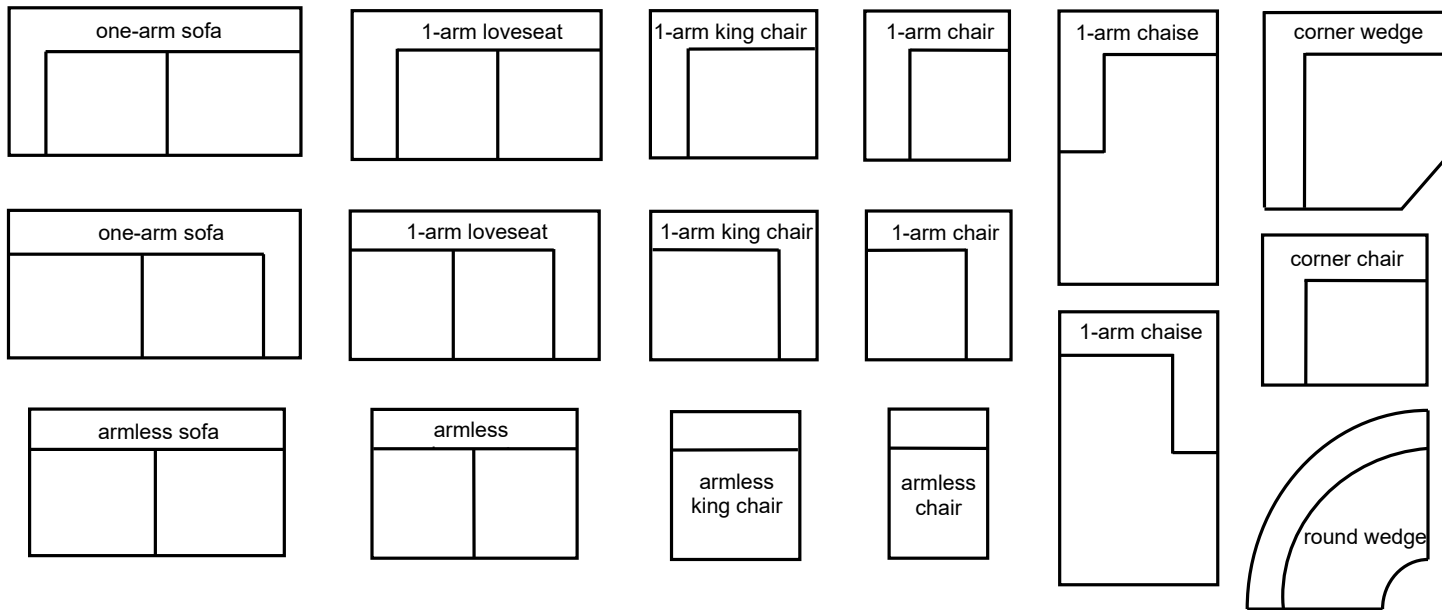 one-arm sofa
1-arm loveseat
1-arm king chair
1-arm chair
1-arm chaise
corner wedge
one-arm sofa
1-arm loveseat
1-arm king chair
1-arm chair
corner chair
1-arm chaise
armless sofa
armless
armless
king chair
armless
chair
round wedge